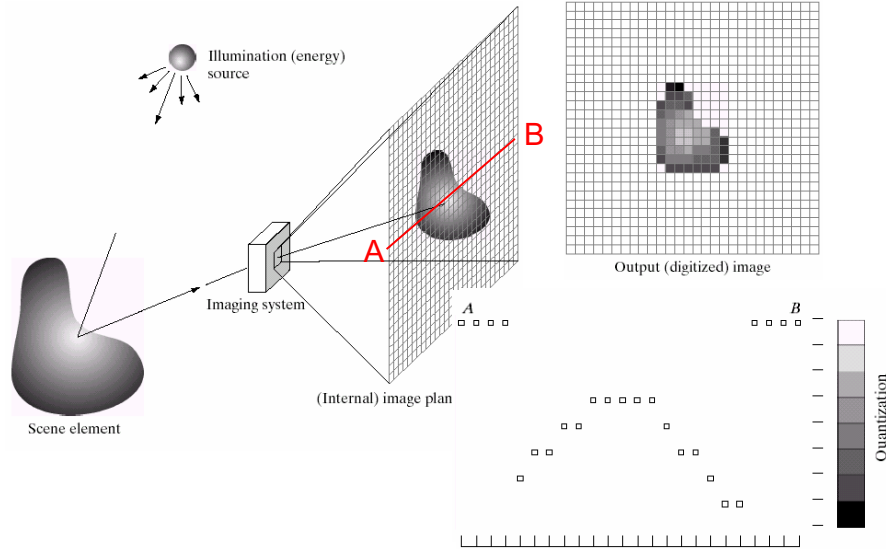 Illumination (energy)
source
B
A
Output (digitized) image
Imaging system
A
B
(Internal) image plan
Scene element
Quantization